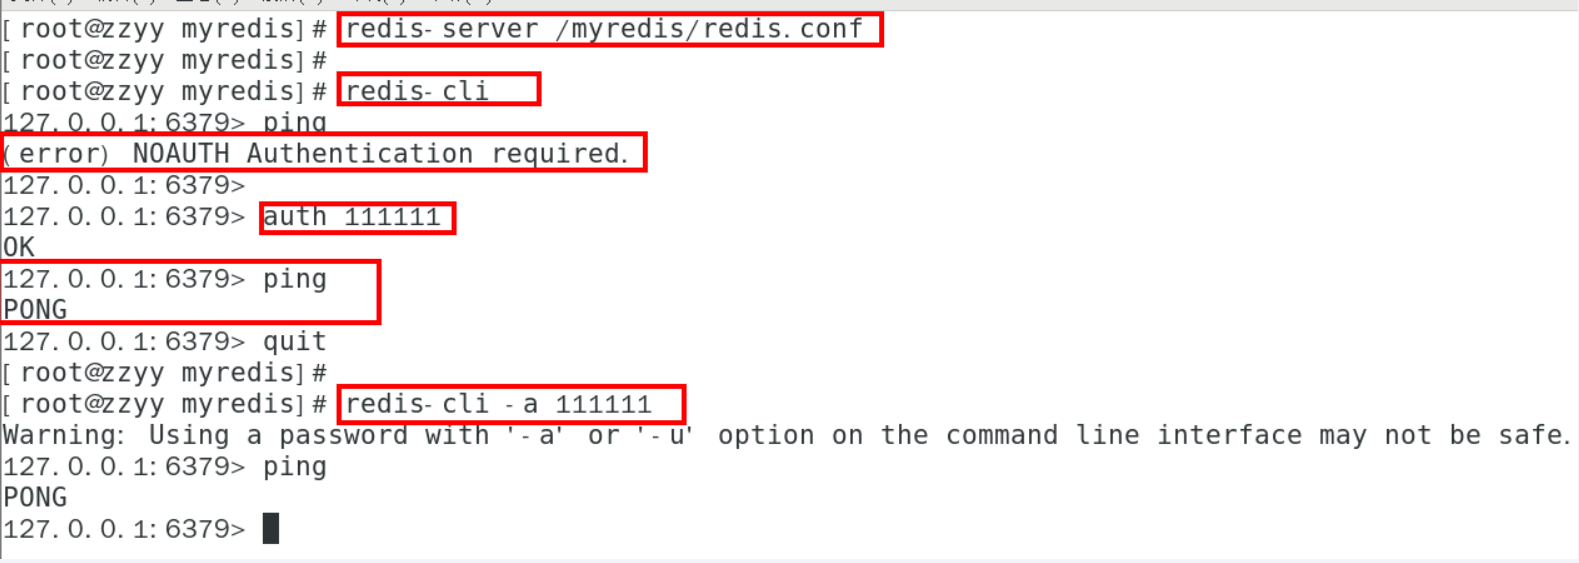 [root@zzyy myredis]# redis-server /myredis/redis.conf
[root@zzyy myredis]#
[root@zzyy myredis]# redis-cli
127.0.0.1:6379> ping
(error) NOAUTH Authentication required.
127.0.0.1:6379>
127.0.0.1:6379> auth 111111
OK
127.0.0.1:6379> ping
PONG
127.0.0.1:6379> quit
[root@zzyy myredis]#
[root@zzyy myredis]# redis-cli -a 111111
Warning: Using a password with '-a' or '-u' option on the command line interface may not be safe.
127.0.0.1:6379> ping
PONG
127.0.0.1:6379>